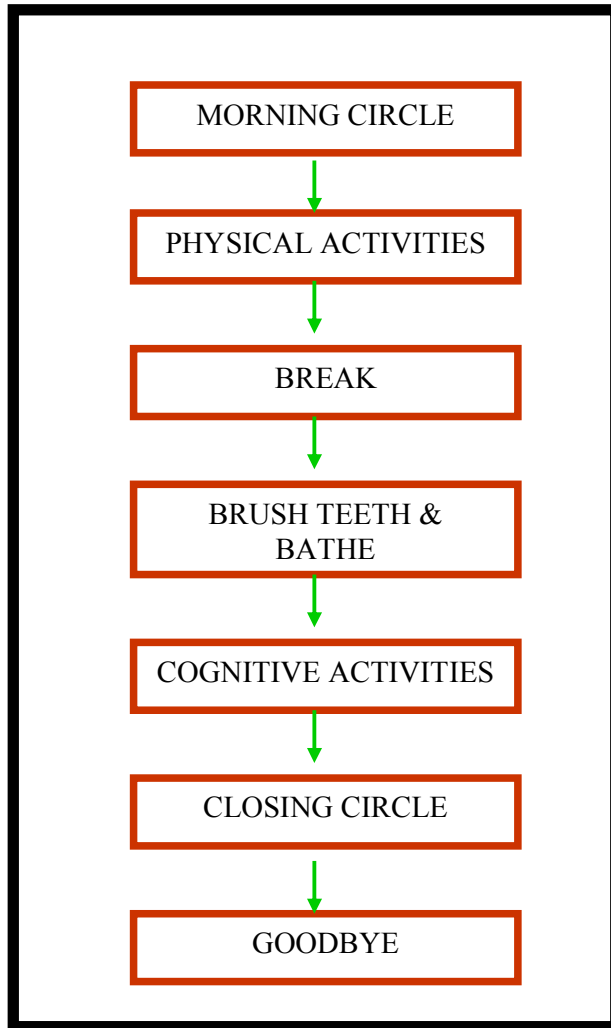 MORNING CIRCLE
PHYSICAL ACTIVITIES
BREAK
BRUSH TEETH &
BATHE
COGNITIVE ACTIVITIES
CLOSING CIRCLE
GOODBYE